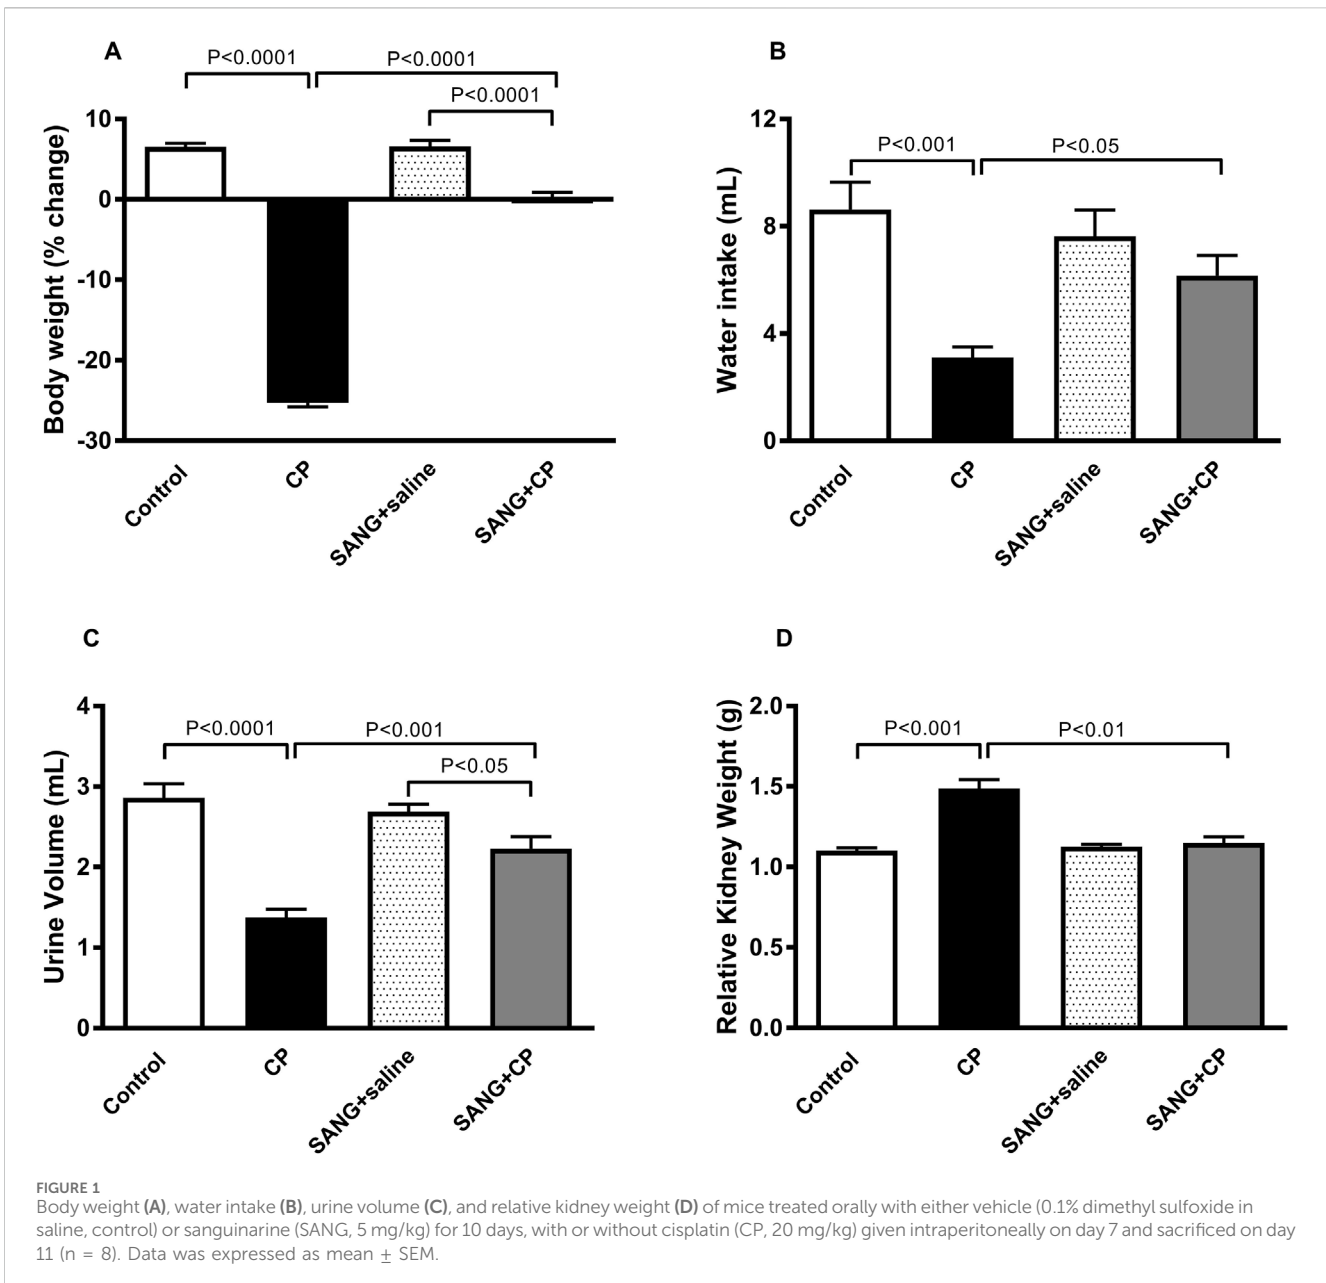 A
P<0.0001
P<0.0001
P<0.0001
Body weight (% change)
10
0
-10
-20
-30
Control
CP
SANG+saline
SANG+CP
B
P<0.001
P<0.05
Water intake (mL)
12
8
4
0
Control
CP
SANG+saline
SANG+CP
C
P<0.0001
P<0.001
P<0.05
Urine Volume (mL)
4
3
2
1
0
Control
CP
SANG+saline
SANG+CP
D
P<0.001
P<0.01
Relative Kidney Weight (g)
2.0
1.5
1.0
0.5
0.0
Control
CP
SANG+saline
SANG+CP
FIGURE 1
Body weight (A), water intake (B), urine volume (C), and relative kidney weight (D) of mice treated orally with either vehicle (0.1% dimethyl sulfoxide in
saline, control) or sanguinarine (SANG, 5 mg/kg) for 10 days, with or without cisplatin (CP, 20 mg/kg) given intraperitoneally on day 7 and sacrificed on day
11 (n = 8). Data was expressed as mean ± SEM.